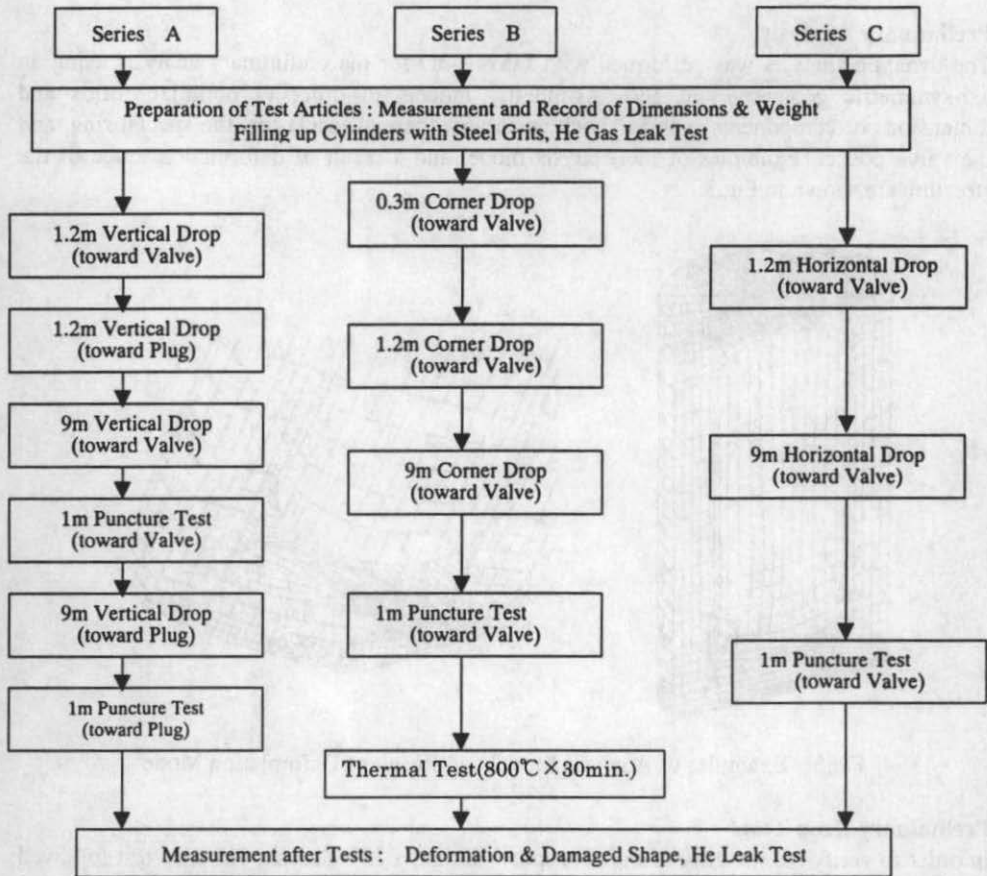 Series A
Series B
Series C
Preparation of Test Articles : Measurement and Record of Dimensions & Weight
Filling up Cylinders with Steel Grits, He Gas Leak Test
1.2m Vertical Drop
(toward Valve)
1.2m Vertical Drop
(toward Plug)
9m Vertical Drop
(toward Valve)
1m Puncture Test
(toward Valve)
9m Vertical Drop
(toward Plug)
1m Puncture Test
(toward Plug)
0.3m Corner Drop
(toward Valve)
1.2m Corner Drop
(toward Valve)
9m Corner Drop
(toward Valve)
1m Puncture Test
(toward Valve)
Thermal Test(800℃×30min.)
1.2m Horizontal Drop
(toward Valve)
9m Horizontal Drop
(toward Valve)
1m Puncture Test
(toward Valve)
Measurement after Tests : Deformation & Damaged Shape, He Leak Test